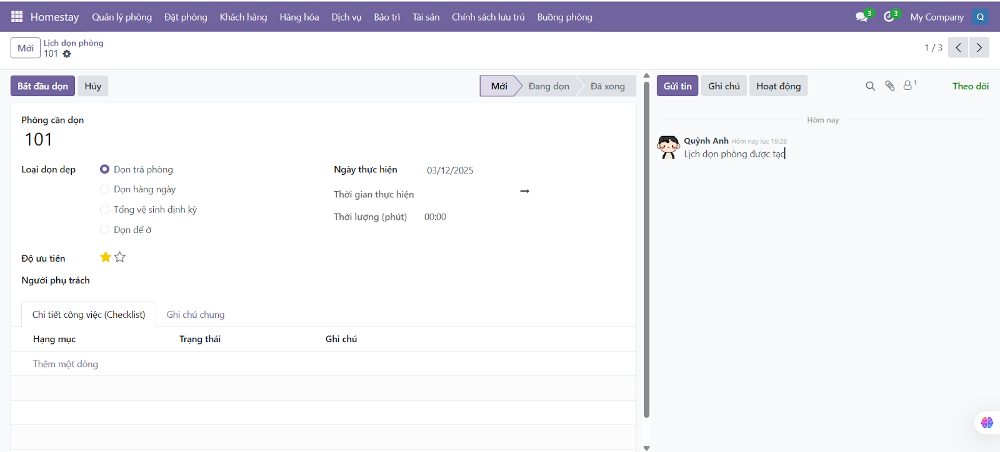 Homestay Quản lý phòng Đặt phòng Khách hàng Hàng hóa Dịch vụ Bảo trì Tài sản Chính sách lưu trú Buồng phòng 3 3 My Company Q
Mới Lịch dọn phòng
101
1 / 3
Bắt đầu dọn Hủy Mới Đang dọn Đã xong
Phòng cần dọn
101
Loại dọn dẹp Dọn trả phòng
Dọn hàng ngày
Tổng vệ sinh định kỳ
Dọn để ở
Ngày thực hiện 03/12/2025
Thời gian thực hiện
Thời lượng (phút) 00:00
Độ ưu tiên
Người phụ trách
Chi tiết công việc (Checklist) Ghi chú chung
Hạng mục Trạng thái Ghi chú
Thêm một dòng
Gửi tin Ghi chú Hoạt động 1 Theo dõi
Hôm nay
Quỳnh Anh Hôm nay lúc 19:28
Lịch dọn phòng được tạo